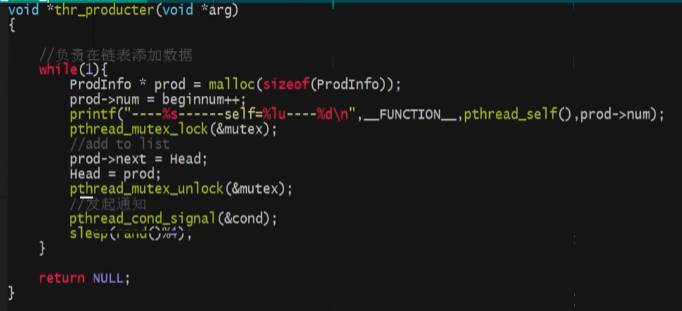 void *thr_producter(void *arg)
{
//负责在链表添加数据
while(1){
ProdInfo * prod = malloc(sizeof(ProdInfo));
prod->num = beginnum++;
printf("----%s------self=%lu----%d\n",__FUNCTION__,pthread_self(),prod->num);
pthread_mutex_lock(&mutex);
//add to list
prod->next = Head;
Head = prod;
pthread_mutex_unlock(&mutex);
//发起通知
pthread_cond_signal(&cond);
sleep(rand()%4);
}
return NULL;
}